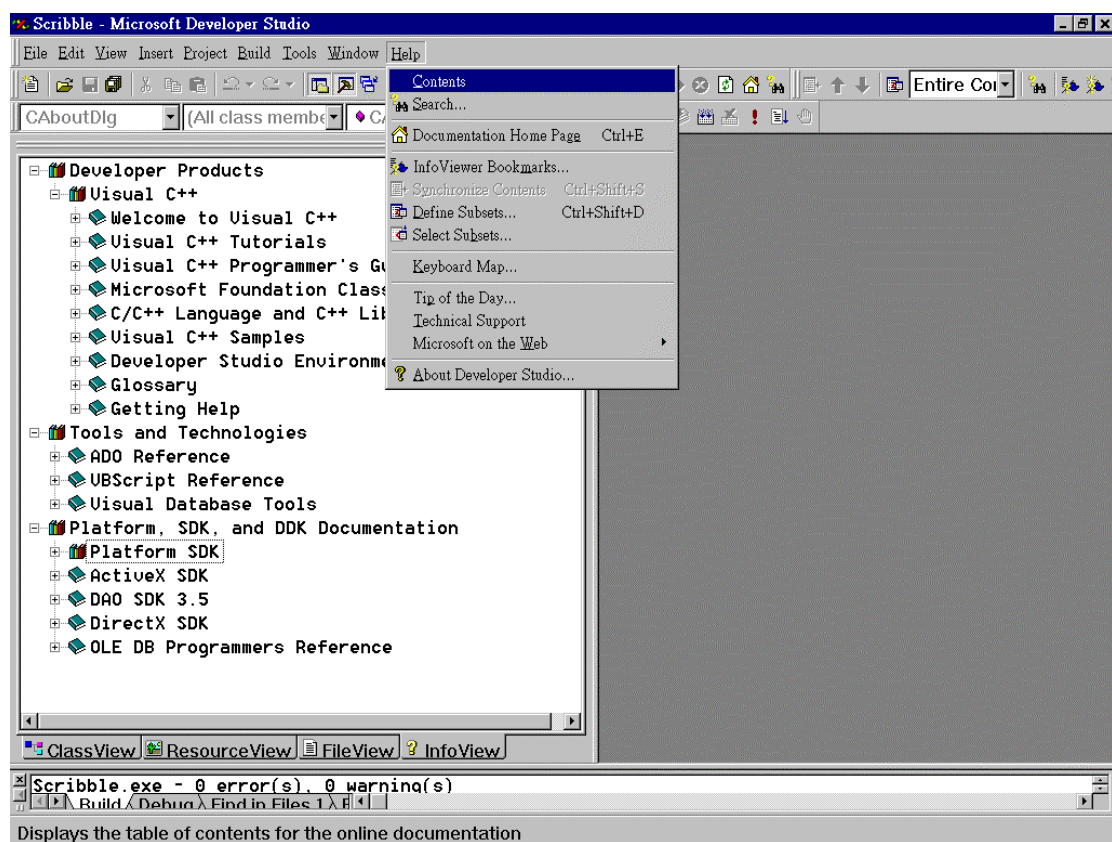 Scribble - Microsoft Developer Studio
File Edit View Insert Project Build Tools Window Help
Entire Co
CAboutDlg (All class membe CA
Contents
Search...
Documentation Home Page Ctrl+E
InfoViewer Bookmarks...
Synchronize Contents Ctrl+Shift+S
Define Subsets... Ctrl+Shift+D
Select Subsets...
Keyboard Map...
Tip of the Day...
Technical Support
Microsoft on the Web
About Developer Studio...
Developer Products
Visual C++
Welcome to Visual C++
Visual C++ Tutorials
Visual C++ Programmer's Gu
Microsoft Foundation Clas
C/C++ Language and C++ Li
Visual C++ Samples
Developer Studio Environm
Glossary
Getting Help
Tools and Technologies
ADO Reference
VBScript Reference
Visual Database Tools
Platform, SDK, and DDK Documentation
Platform SDK
ActiveX SDK
DAO SDK 3.5
DirectX SDK
OLE DB Programmers Reference
ClassView ResourceView FileView InfoView
Scribble.exe - 0 error(s), 0 warning(s)
Build Debug Find in Files 1
Displays the table of contents for the online documentation